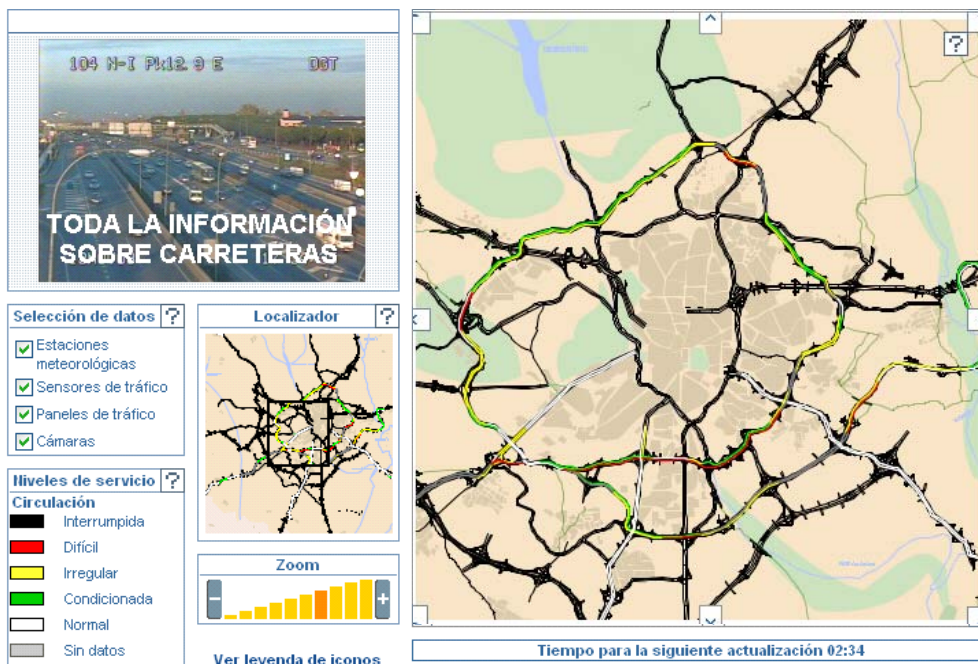 104 N-I PK12.9 E DGT
TODA LA INFORMACIÓN
SOBRE CARRETERAS
Selección de datos ?
Estaciones
meteorológicas
Sensores de tráfico
Paneles de tráfico
Cámaras
Niveles de servicio ?
Circulación
Interrumpida
Difícil
Irregular
Condicionada
Normal
Sin datos
Localizador ?
Zoom
- +
Ver leyenda de iconos
?
Tiempo para la siguiente actualización 02:34